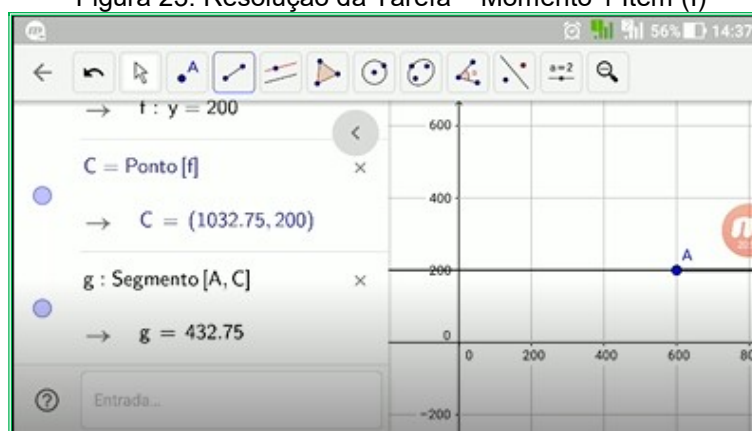 Figura 25: Resolução da Tarefa – Momento 1 Item (f)
56% 14:37
A
a=2
→ f : y = 200
C = Ponto[f]
→ C = (1032.75, 200)
g : Segmento[A, C]
→ g = 432.75
Entrada...
600
400
200
0
-200
0 200 400 600 80
A